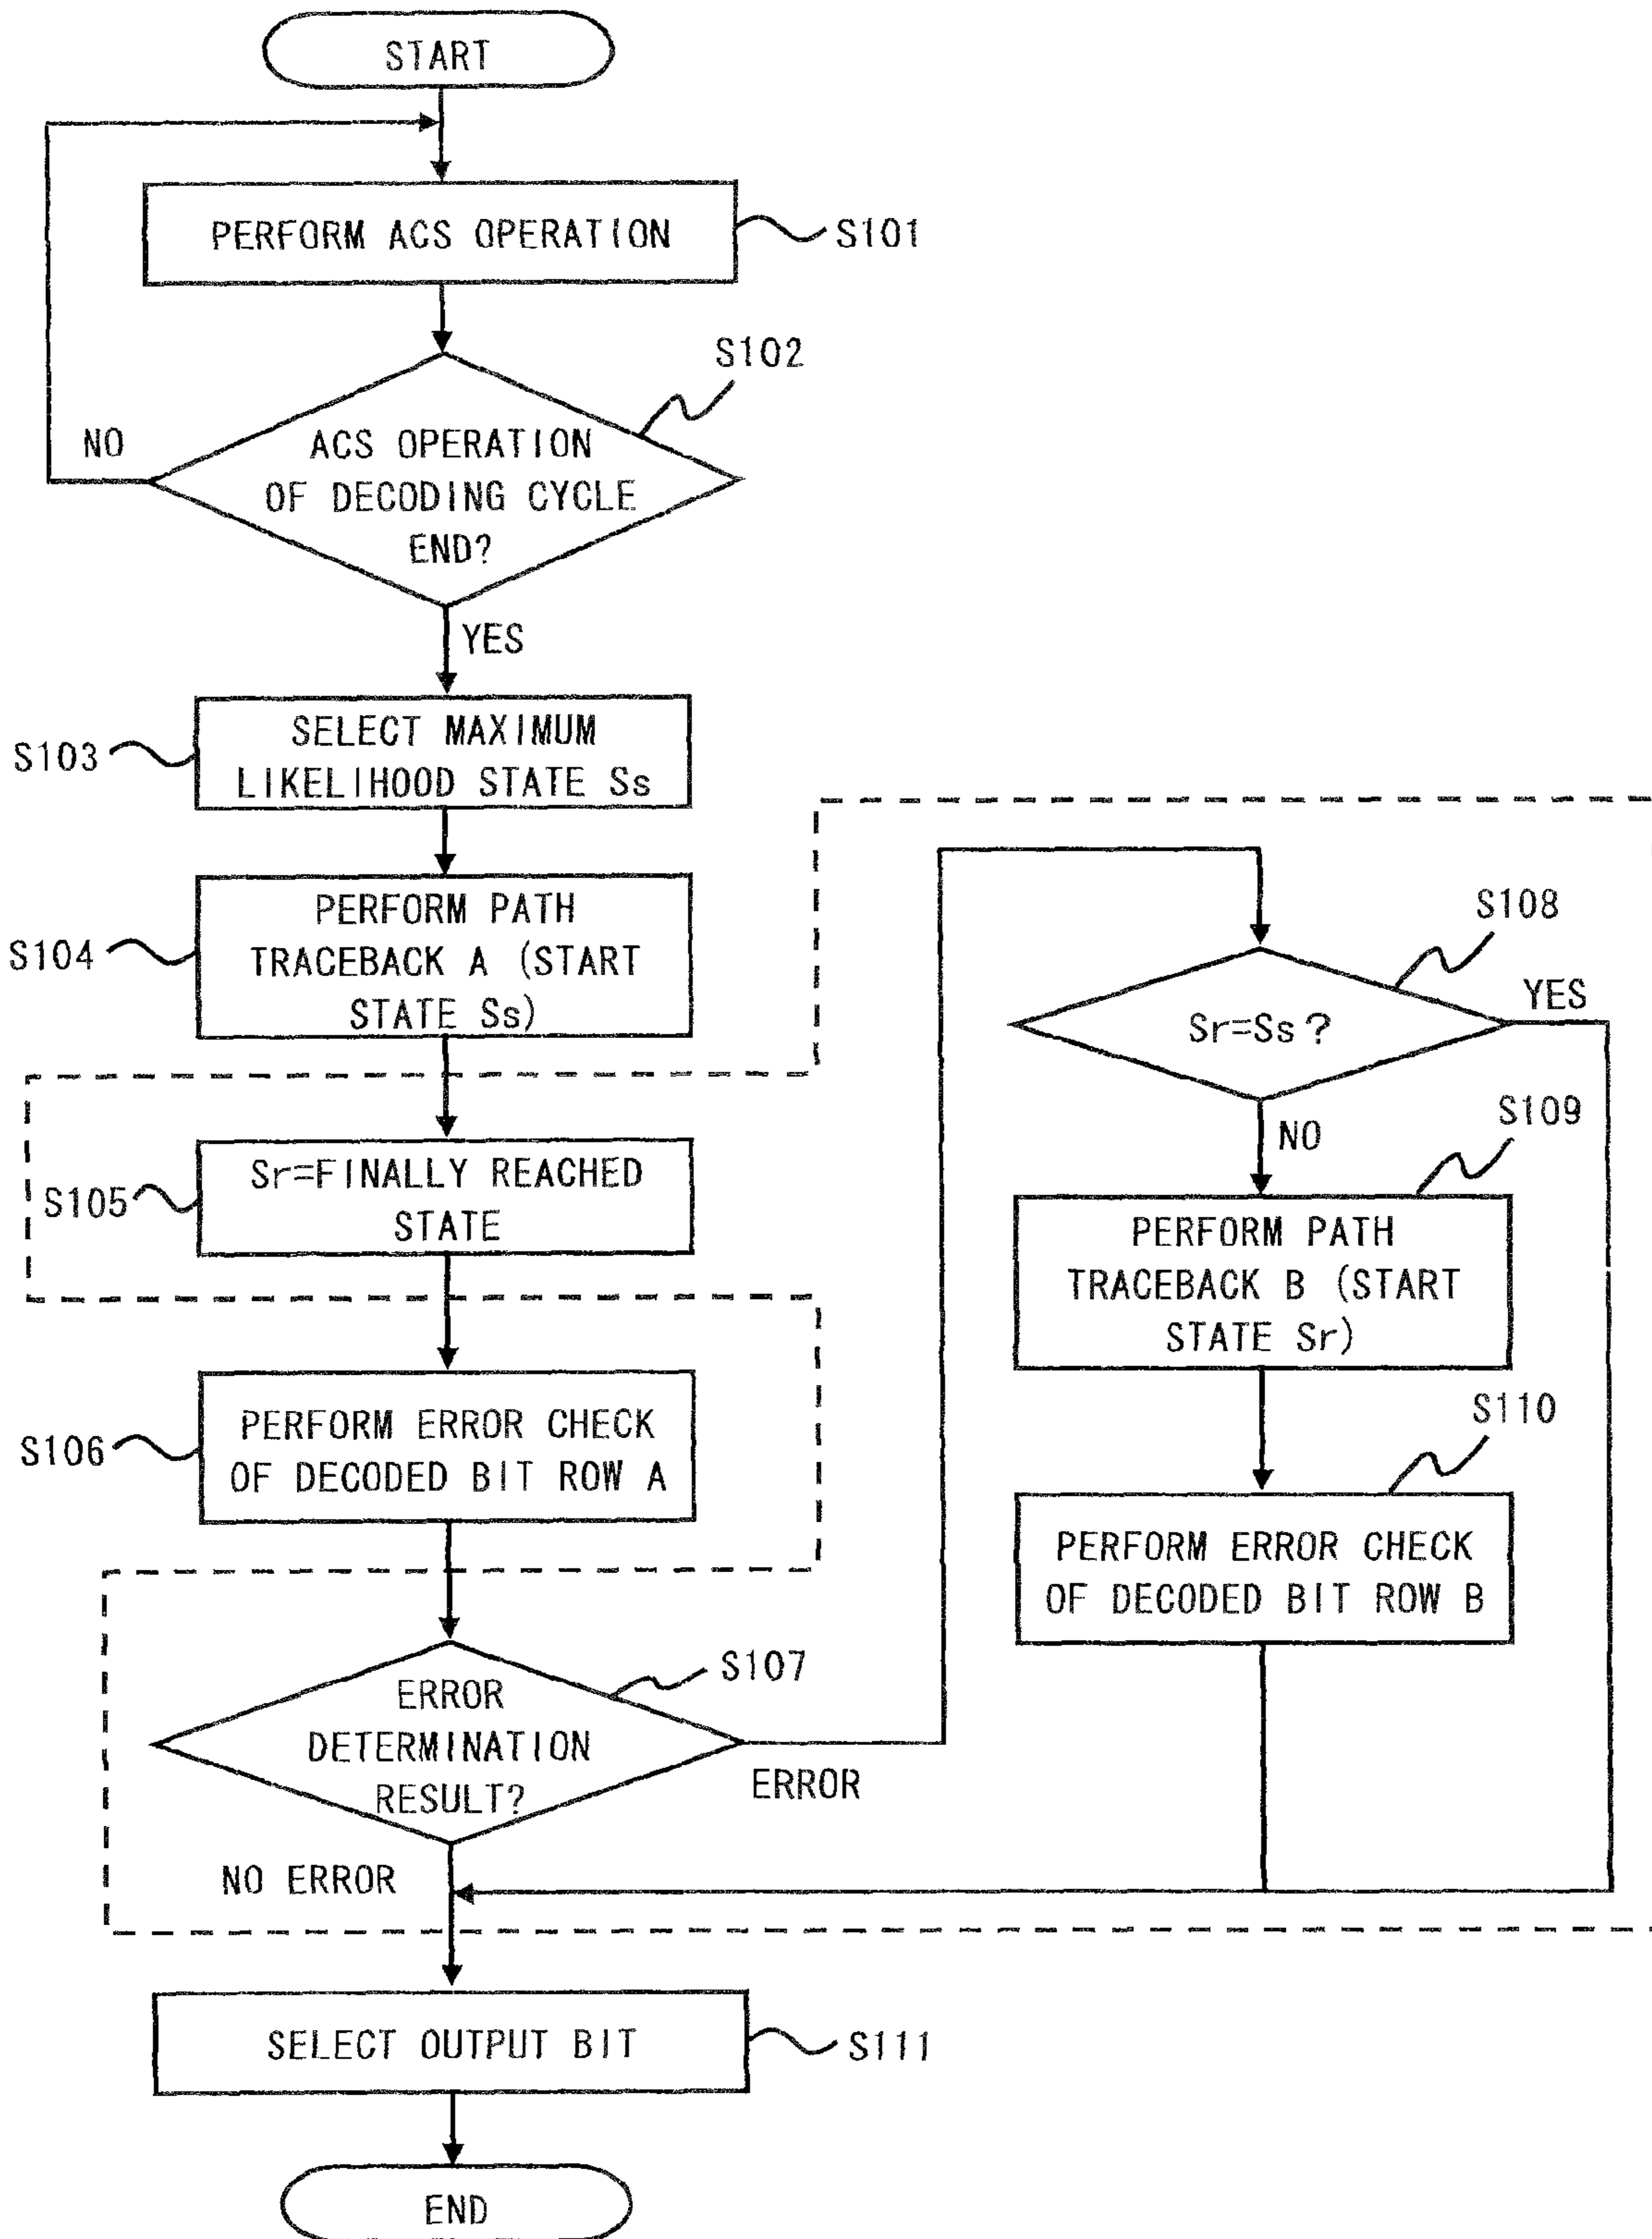 START
PERFORM ACS OPERATION
S101
S102
NO
ACS OPERATION
OF DECODING CYCLE
END?
YES
S103
SELECT MAXIMUM
LIKELIHOOD STATE Ss
S104
PERFORM PATH
TRACEBACK A (START
STATE Ss)
S105
Sr=FINALLY REACHED
STATE
S106
PERFORM ERROR CHECK
OF DECODED BIT ROW A
S107
ERROR
DETERMINATION
RESULT?
ERROR
NO ERROR
S108
Sr=Ss?
YES
NO
S109
PERFORM PATH
TRACEBACK B (START
STATE Sr)
S110
PERFORM ERROR CHECK
OF DECODED BIT ROW B
SELECT OUTPUT BIT
S111
END